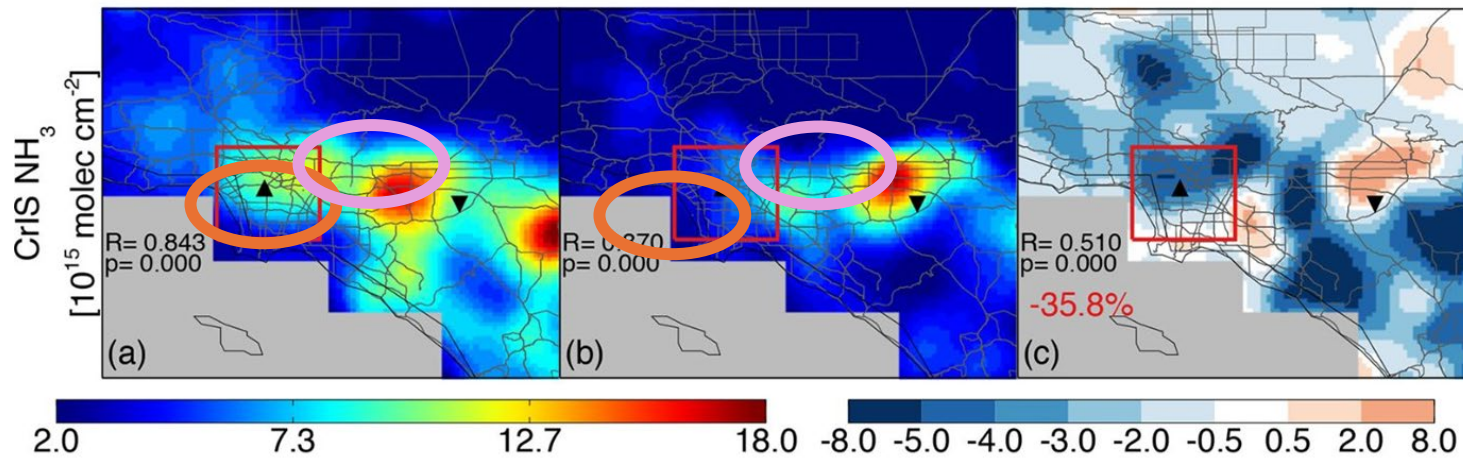 CrIS NH3
[10^15 molec cm^-2]
R= 0.843
p= 0.000
(a)
p= 0.000
(b)
R= 0.510
p= 0.000
-35.8%
(c)
2.0 7.3 12.7 18.0
-8.0 -5.0 -4.0 -3.0 -2.0 -0.5 0.5 2.0 8.0